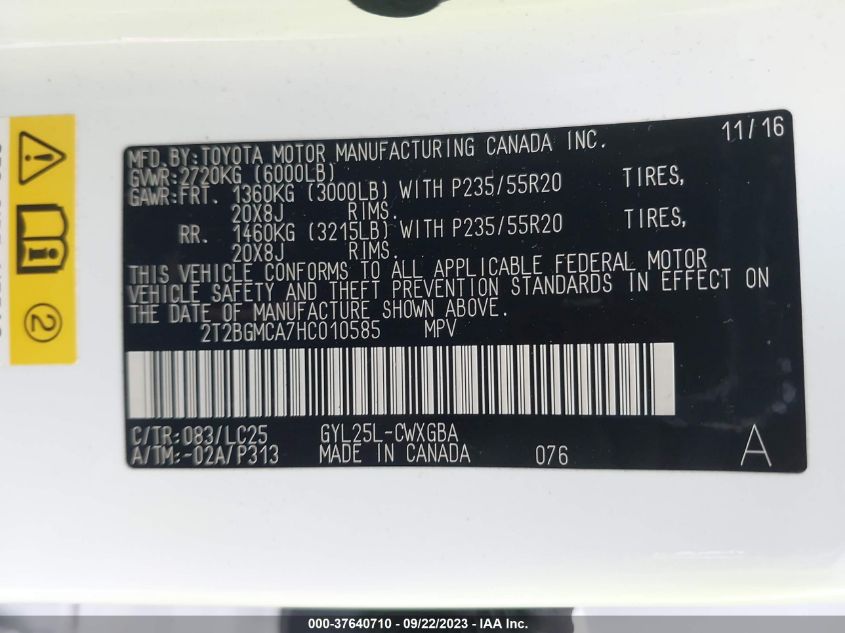 11/16
MFD. BY:TOYOTA MOTOR MANUFACTURING CANADA INC.
GVWR:2720KG (6000LB)
GAWR:FRT. 1360KG (3000LB) WITH P235/55R20 TIRES,
20X8J RIMS.
RR. 1460KG (3215LB) WITH P235/55R20 TIRES,
20X8J RIMS.
THIS VEHICLE CONFORMS TO ALL APPLICABLE FEDERAL MOTOR
VEHICLE SAFETY AND THEFT PREVENTION STANDARDS IN EFFECT ON
THE DATE OF MANUFACTURE SHOWN ABOVE.
2T2BGMCA7HC010585 MPV
C/TR:083/LC25 GYL25L-CWXGBA
A/TM:-02A/P313 MADE IN CANADA 076 A
2
000-37640710 - 09/22/2023 - IAA Inc.